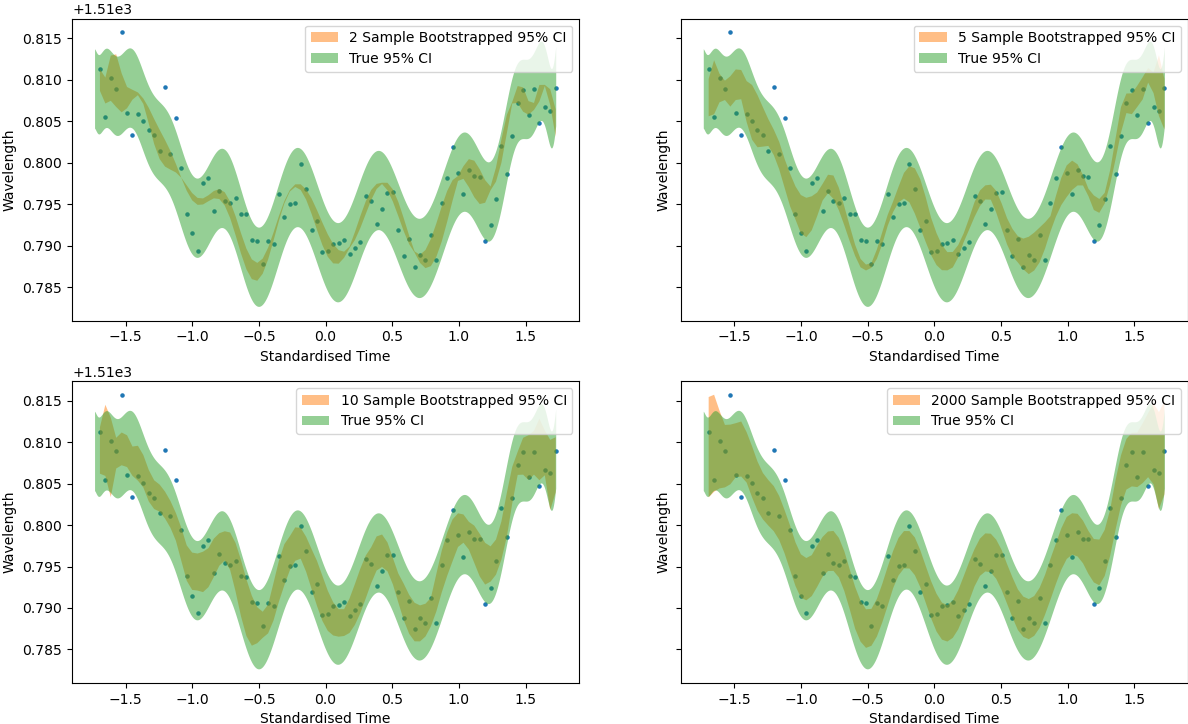 +1.51e3
2 Sample Bootstrapped 95% CI
True 95% CI
0.815
0.810
0.805
0.800
0.795
0.790
0.785
Wavelength
−1.5 −1.0 −0.5 0.0 0.5 1.0 1.5
Standardised Time
5 Sample Bootstrapped 95% CI
True 95% CI
Wavelength
−1.5 −1.0 −0.5 0.0 0.5 1.0 1.5
Standardised Time
+1.51e3
10 Sample Bootstrapped 95% CI
True 95% CI
0.815
0.810
0.805
0.800
0.795
0.790
0.785
Wavelength
−1.5 −1.0 −0.5 0.0 0.5 1.0 1.5
Standardised Time
2000 Sample Bootstrapped 95% CI
True 95% CI
Wavelength
−1.5 −1.0 −0.5 0.0 0.5 1.0 1.5
Standardised Time